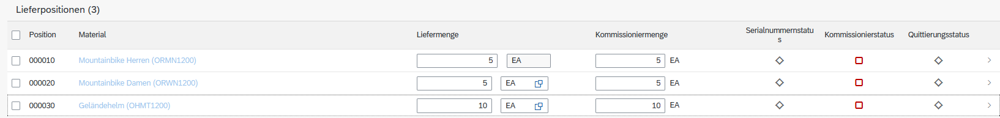 Lieferpositionen (3)
Position Material Liefermenge Kommissioniermenge Serialnummernstatu
s Kommissionierstatus Quittierungsstatus
000010 Mountainbike Herren (ORMN1200) 5 EA 5 EA
000020 Mountainbike Damen (ORWN1200) 5 EA 5 EA
000030 Geländehelm (OHMT1200) 10 EA 10 EA